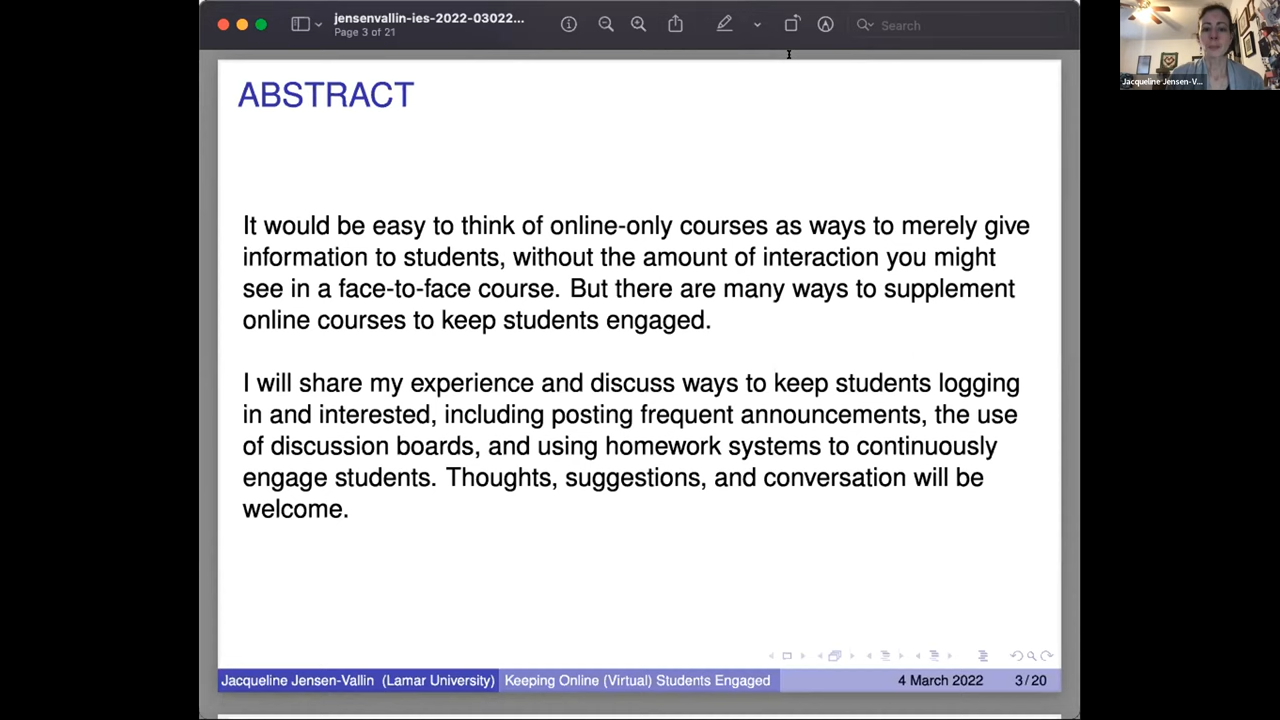 jensenvallin-ies-2022-03022...
Page 3 of 21
Search
Jacqueline Jensen-V...
ABSTRACT
It would be easy to think of online-only courses as ways to merely give
information to students, without the amount of interaction you might
see in a face-to-face course. But there are many ways to supplement
online courses to keep students engaged.
I will share my experience and discuss ways to keep students logging
in and interested, including posting frequent announcements, the use
of discussion boards, and using homework systems to continuously
engage students. Thoughts, suggestions, and conversation will be
welcome.
Jacqueline Jensen-Vallin (Lamar University) Keeping Online (Virtual) Students Engaged 4 March 2022 3 / 20